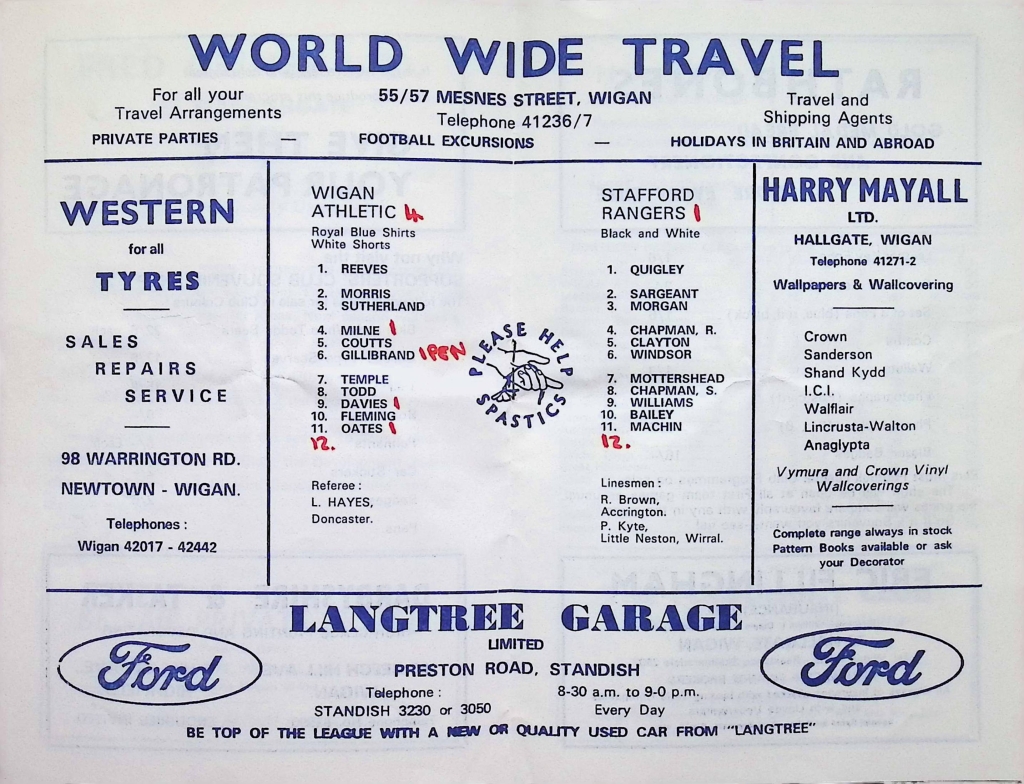 WORLD WIDE TRAVEL
For all your
Travel Arrangements
55/57 MESNES STREET, WIGAN
Telephone 41236/7
Travel and
Shipping Agents
PRIVATE PARTIES — FOOTBALL EXCURSIONS — HOLIDAYS IN BRITAIN AND ABROAD
WESTERN
for all
TYRES
SALES
REPAIRS
SERVICE
98 WARRINGTON RD.
NEWTOWN - WIGAN.
Telephones :
Wigan 42017 - 42442
WIGAN
ATHLETIC 4
Royal Blue Shirts
White Shorts
1. REEVES
2. MORRIS
3. SUTHERLAND
4. MILNE 1
5. COUTTS
6. GILLIBRAND 1PEN
7. TEMPLE
8. TODD
9. DAVIES 1
10. FLEMING
11. OATES 1
12.
Referee :
L. HAYES,
Doncaster.
PLEASE HELP
SPASTICS
STAFFORD
RANGERS 1
Black and White
1. QUIGLEY
2. SARGEANT
3. MORGAN
4. CHAPMAN, R.
5. CLAYTON
6. WINDSOR
7. MOTTERSHEAD
8. CHAPMAN, S.
9. WILLIAMS
10. BAILEY
11. MACHIN
12.
Linesmen :
R. Brown,
Accrington.
P. Kyte,
Little Neston, Wirral.
HARRY MAYALL
LTD.
HALLGATE, WIGAN
Telephone 41271-2
Wallpapers & Wallcovering
Crown
Sanderson
Shand Kydd
I.C.I.
Walflair
Lincrusta-Walton
Anaglypta
Vymura and Crown Vinyl
Wallcoverings
Complete range always in stock
Pattern Books available or ask
your Decorator
LANGTREE GARAGE
LIMITED
PRESTON ROAD, STANDISH
Telephone :
STANDISH 3230 or 3050
8-30 a.m. to 9-0 p.m.
Every Day
Ford
Ford
BE TOP OF THE LEAGUE WITH A NEW OR QUALITY USED CAR FROM "LANGTREE"